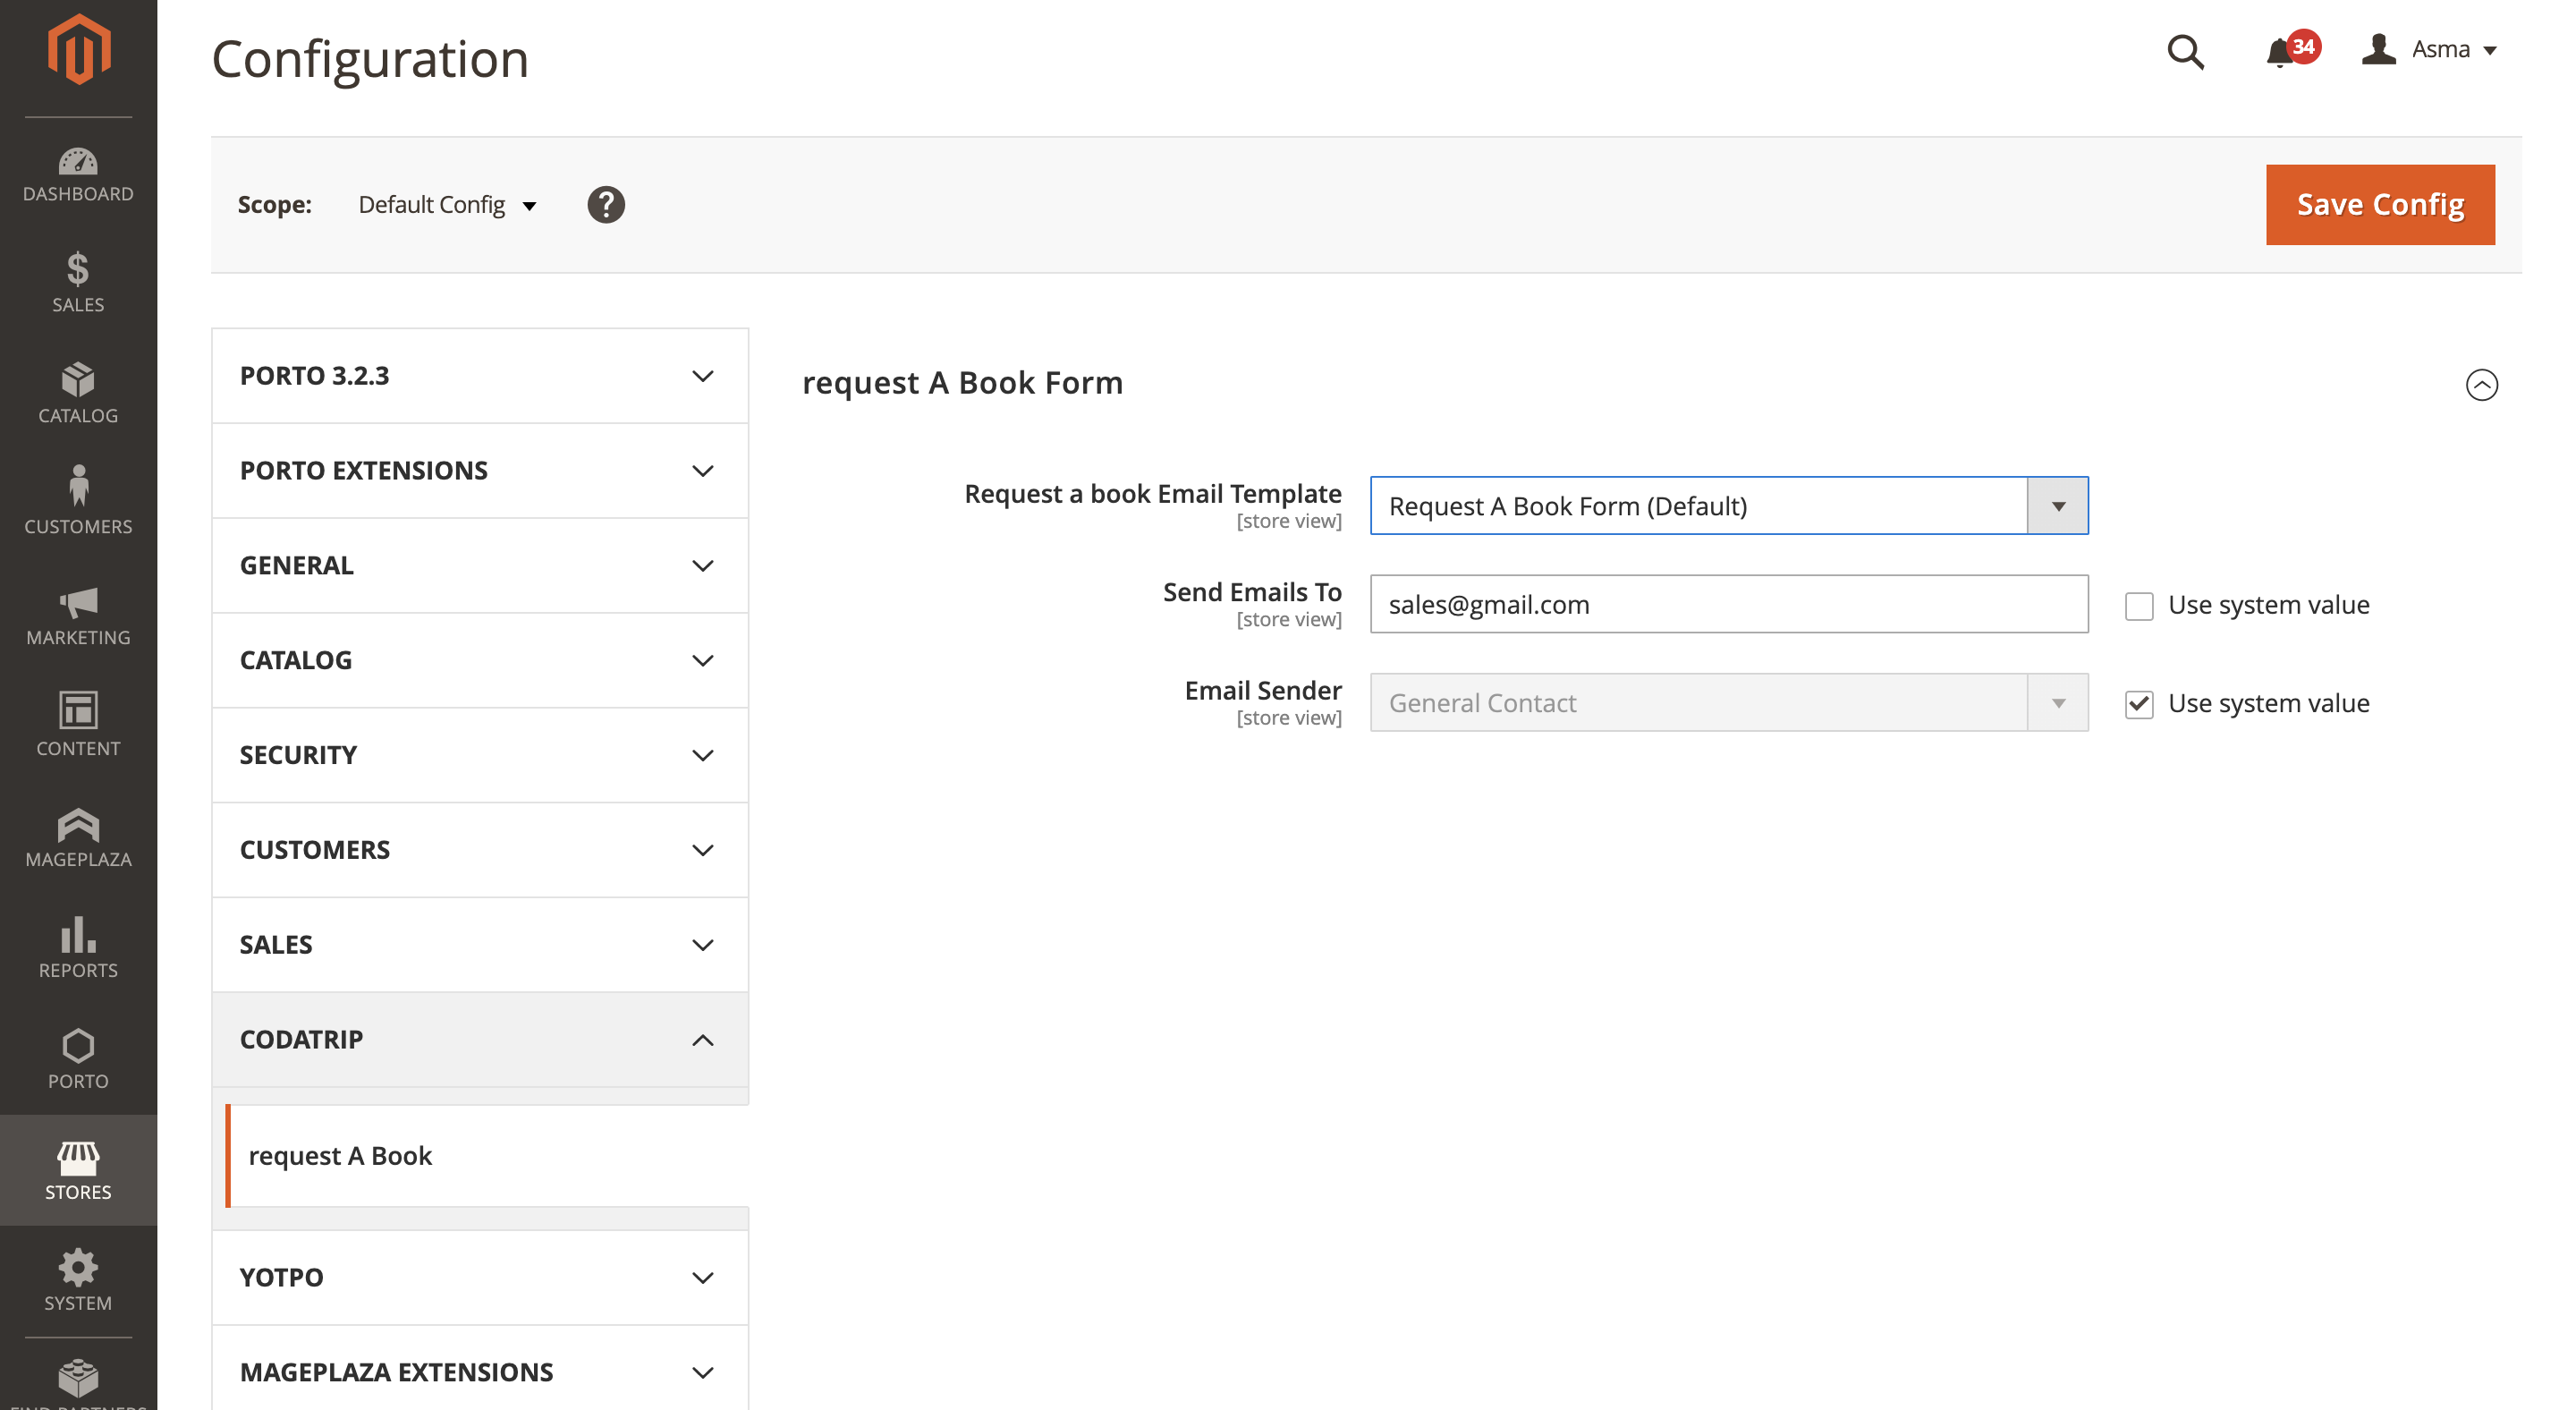 Configuration
34
Asma
Scope:
Default Config
?
Save Config
DASHBOARD
$
SALES
CATALOG
CUSTOMERS
MARKETING
CONTENT
MAGEPLAZA
REPORTS
PORTO
STORES
SYSTEM
FIND PARTNERS
PORTO 3.2.3
PORTO EXTENSIONS
GENERAL
CATALOG
SECURITY
CUSTOMERS
SALES
CODATRIP
request A Book
YOTPO
MAGEPLAZA EXTENSIONS
request A Book Form
Request a book Email Template
[store view]
Request A Book Form (Default)
Send Emails To
[store view]
sales@gmail.com
Use system value
Email Sender
[store view]
General Contact
Use system value